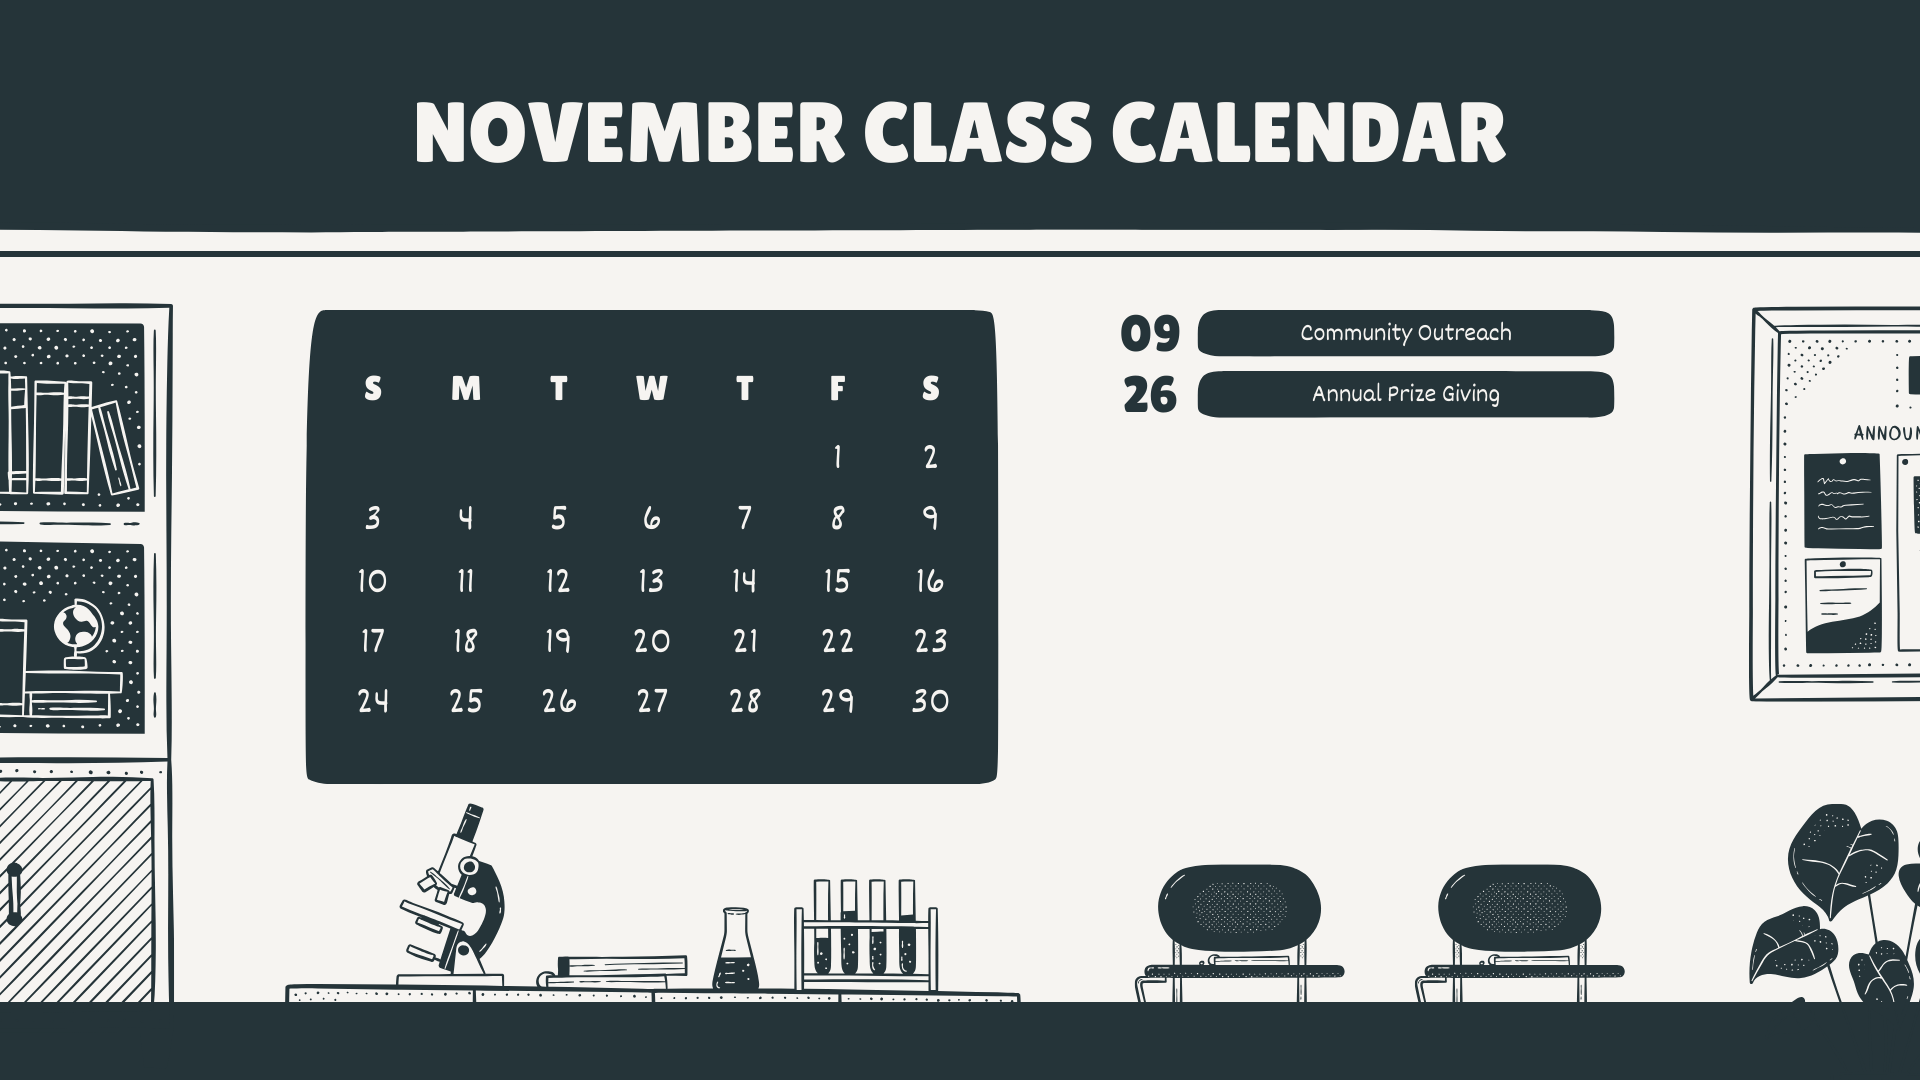 NOVEMBER CLASS CALENDAR
S M T W T F S
1 2
3 4 5 6 7 8 9
10 11 12 13 14 15 16
17 18 19 20 21 22 23
24 25 26 27 28 29 30
09 Community Outreach
26 Annual Prize Giving